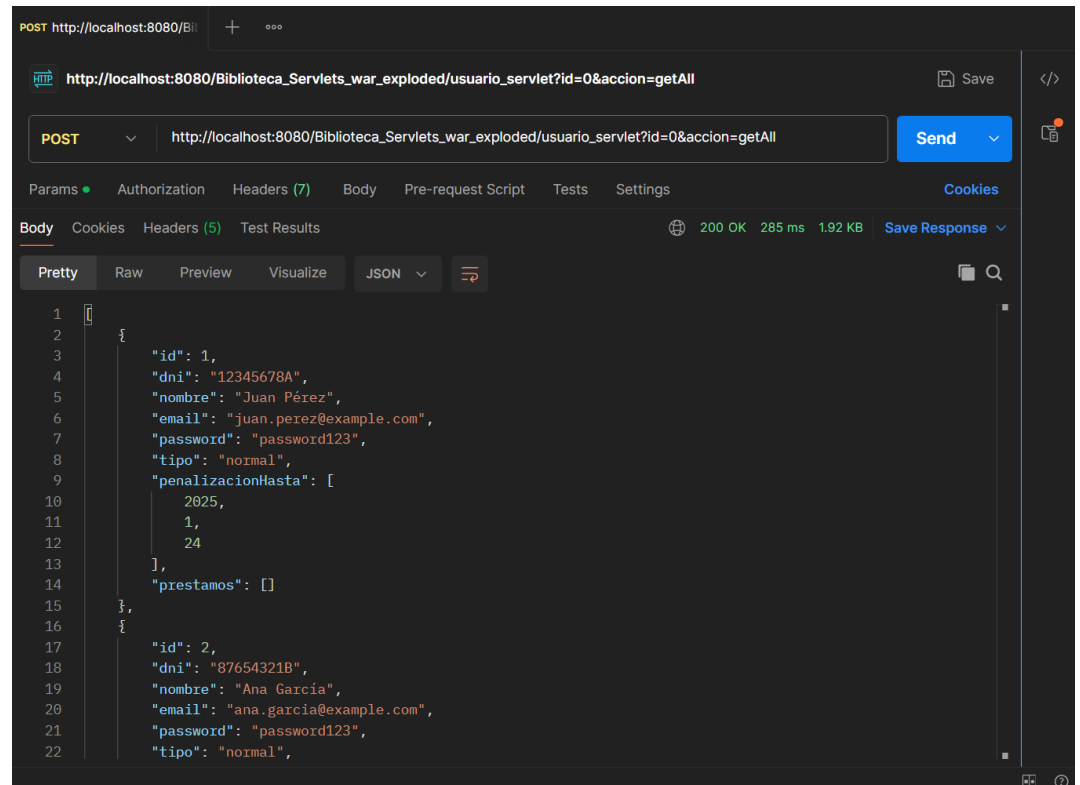 POST http://localhost:8080/Bi
HTTP http://localhost:8080/Biblioteca_Servlets_war_exploded/usuario_servlet?id=0&accion=getAll Save </>
POST http://localhost:8080/Biblioteca_Servlets_war_exploded/usuario_servlet?id=0&accion=getAll Send
Params Authorization Headers (7) Body Pre-request Script Tests Settings Cookies
Body Cookies Headers (5) Test Results 200 OK 285 ms 1.92 KB Save Response
Pretty Raw Preview Visualize JSON
1 [
2 {
3 "id": 1,
4 "dni": "12345678A",
5 "nombre": "Juan Pérez",
6 "email": "juan.perez@example.com",
7 "password": "password123",
8 "tipo": "normal",
9 "penalizacionHasta": [
10 2025,
11 1,
12 24
13 ],
14 "prestamos": []
15 },
16 {
17 "id": 2,
18 "dni": "87654321B",
19 "nombre": "Ana García",
20 "email": "ana.garcia@example.com",
21 "password": "password123",
22 "tipo": "normal",